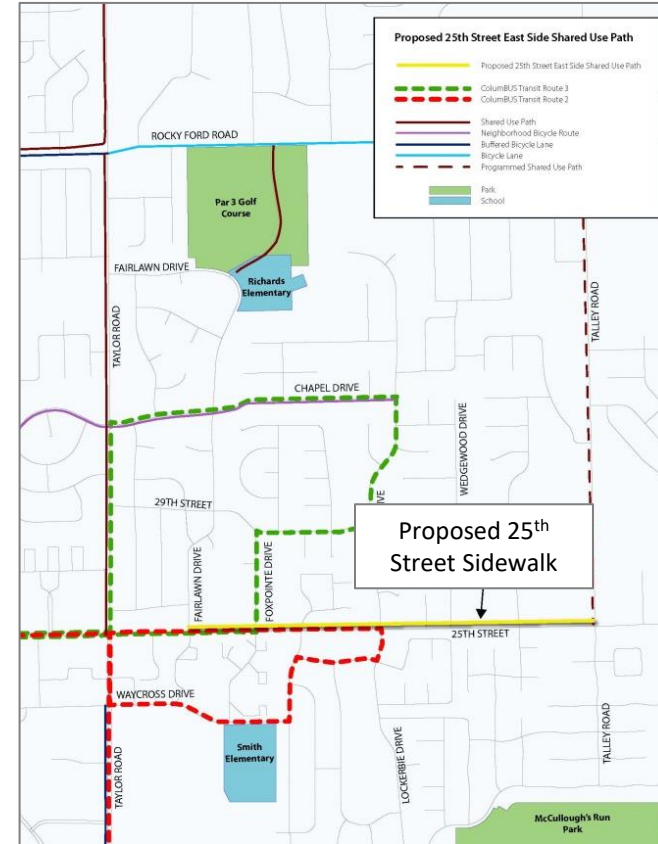 Proposed 25th Street East Side Shared Use Path
Proposed 25th Street East Side Shared Use Path
ColumBUS Transit Route 3
ColumBUS Transit Route 2
Shared Use Path
Neighborhood Bicycle Route
Buffered Bicycle Lane
Bicycle Lane
Programmed Shared Use Path
Park
School
ROCKY FORD ROAD
Par 3 Golf
Course
FAIRLAWN DRIVE
Richards
Elementary
TAYLOR ROAD
TALLEY ROAD
CHAPEL DRIVE
WEDGEWOOD DRIVE
29TH STREET
Proposed 25th
Street Sidewalk
FAIRLAWN DRIVE
FOXPOINTE DRIVE
25TH STREET
WAYCROSS DRIVE
Smith
Elementary
TAYLOR ROAD
LOCKERBIE DRIVE
TALLEY ROAD
McCullough's Run
Park